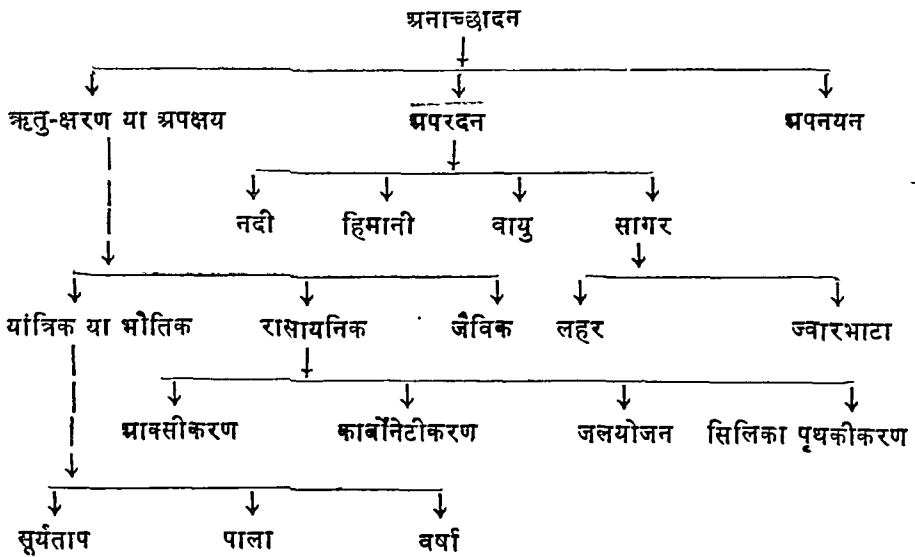 अनाच्छादन
ऋतु-क्षरण या अपक्षय अपरदन अपनयन
नदी हिमानी वायु सागर
यांत्रिक या भौतिक रासायनिक जैविक लहर ज्वारभाटा
आक्सीकरण कार्बोनेटीकरण जलयोजन सिलिका पृथकीकरण
सूर्यताप पाला वर्षा